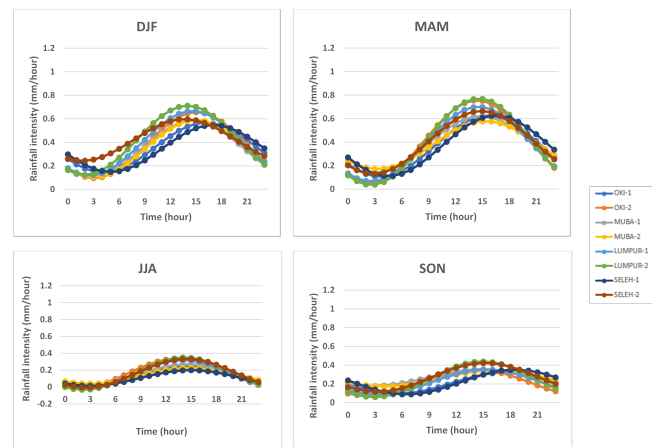 DJF
Rainfall intensity (mm/hour)
1.2
1
0.8
0.6
0.4
0.2
0
0 3 6 9 12 15 18 21
Time (hour)
MAM
Rainfall intensity (mm/hour)
1.2
1
0.8
0.6
0.4
0.2
0
0 3 6 9 12 15 18 21
Time (hour)
OKI-1
OKI-2
MUBA-1
MUBA-2
LUMPUR-1
LUMPUR-2
SELEH-1
SELEH-2
JJA
Rainfall intensity (mm/hour)
1.2
1
0.8
0.6
0.4
0.2
0
-0.2
0 3 6 9 12 15 18 21
Time (hour)
SON
Rainfall intensity (mm/hour)
1.2
1
0.8
0.6
0.4
0.2
0
0 3 6 9 12 15 18 21
Time (hour)